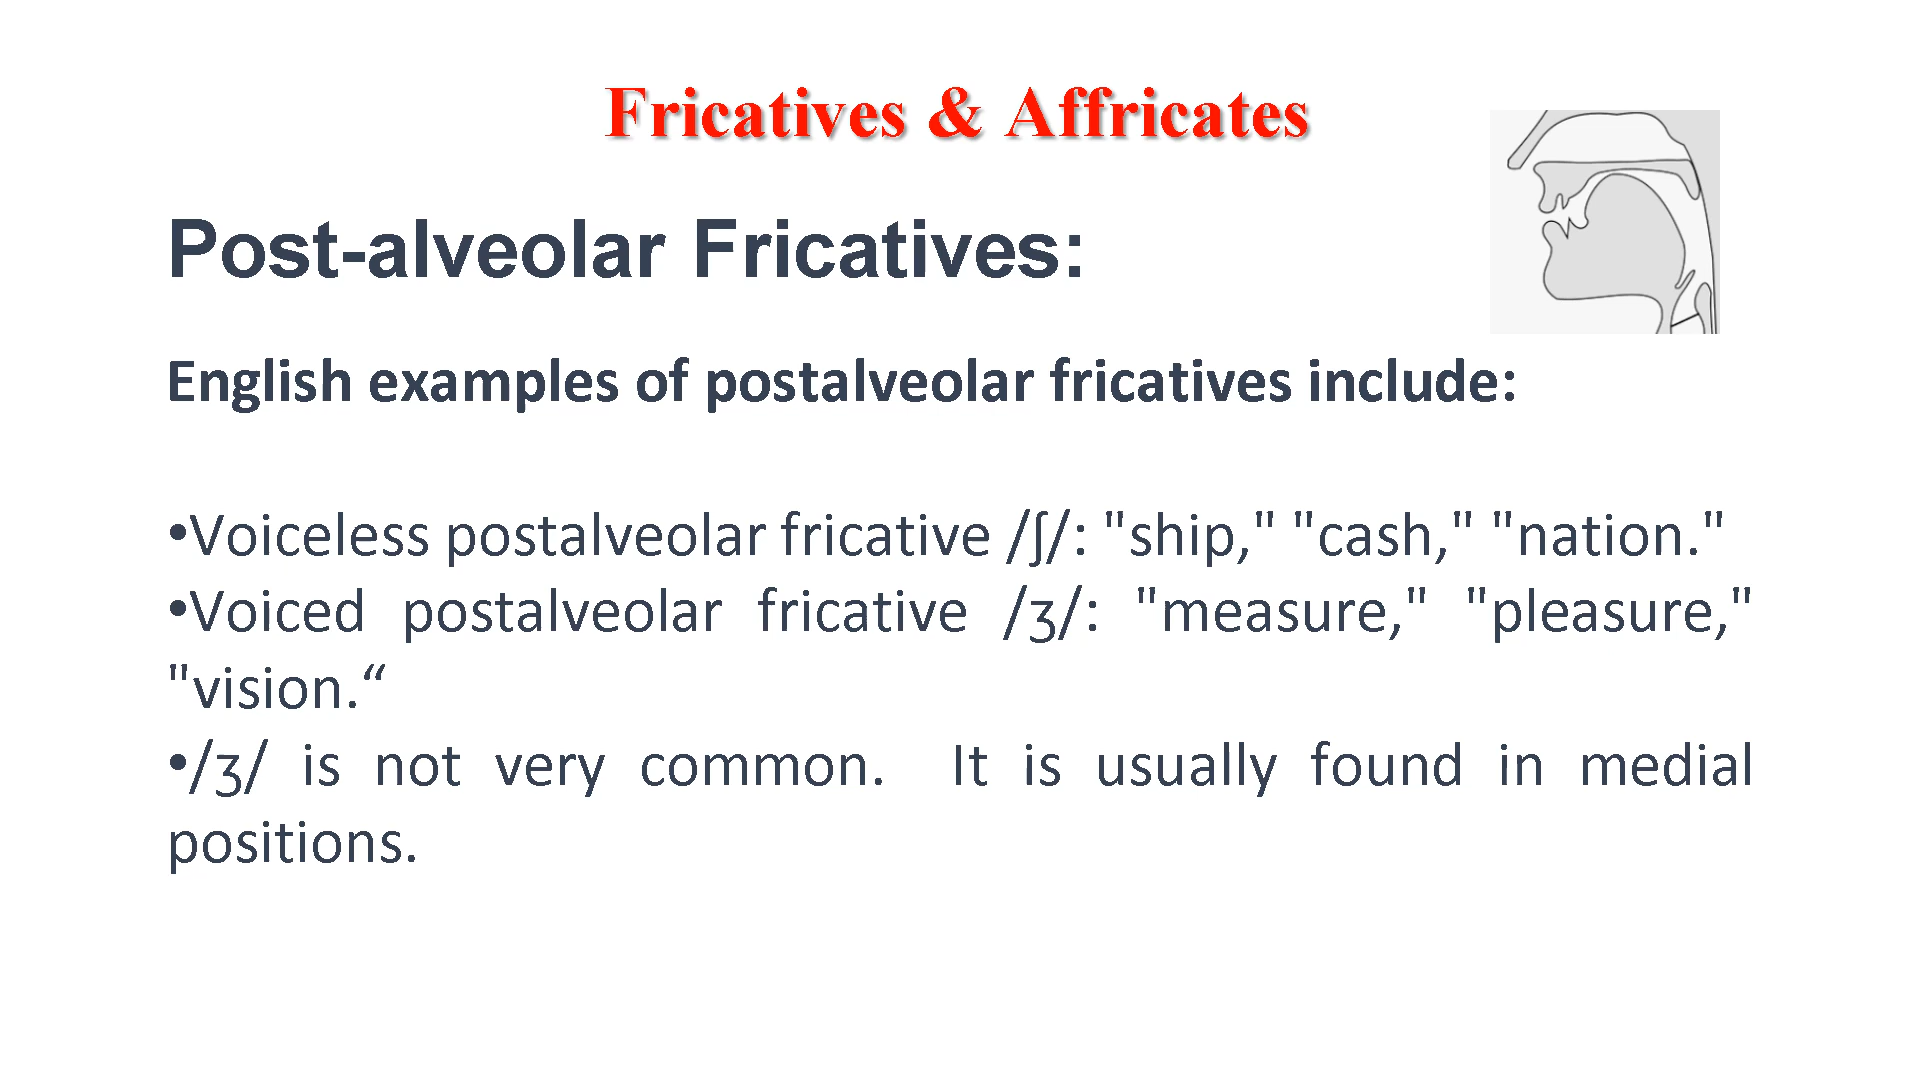 Fricatives & Affricates
Post-alveolar Fricatives:
English examples of postalveolar fricatives include:
•Voiceless postalveolar fricative /ʃ/: "ship," "cash," "nation."
•Voiced postalveolar fricative /ʒ/: "measure," "pleasure,"
"vision.“
•/ʒ/ is not very common.  It is usually found in medial
positions.